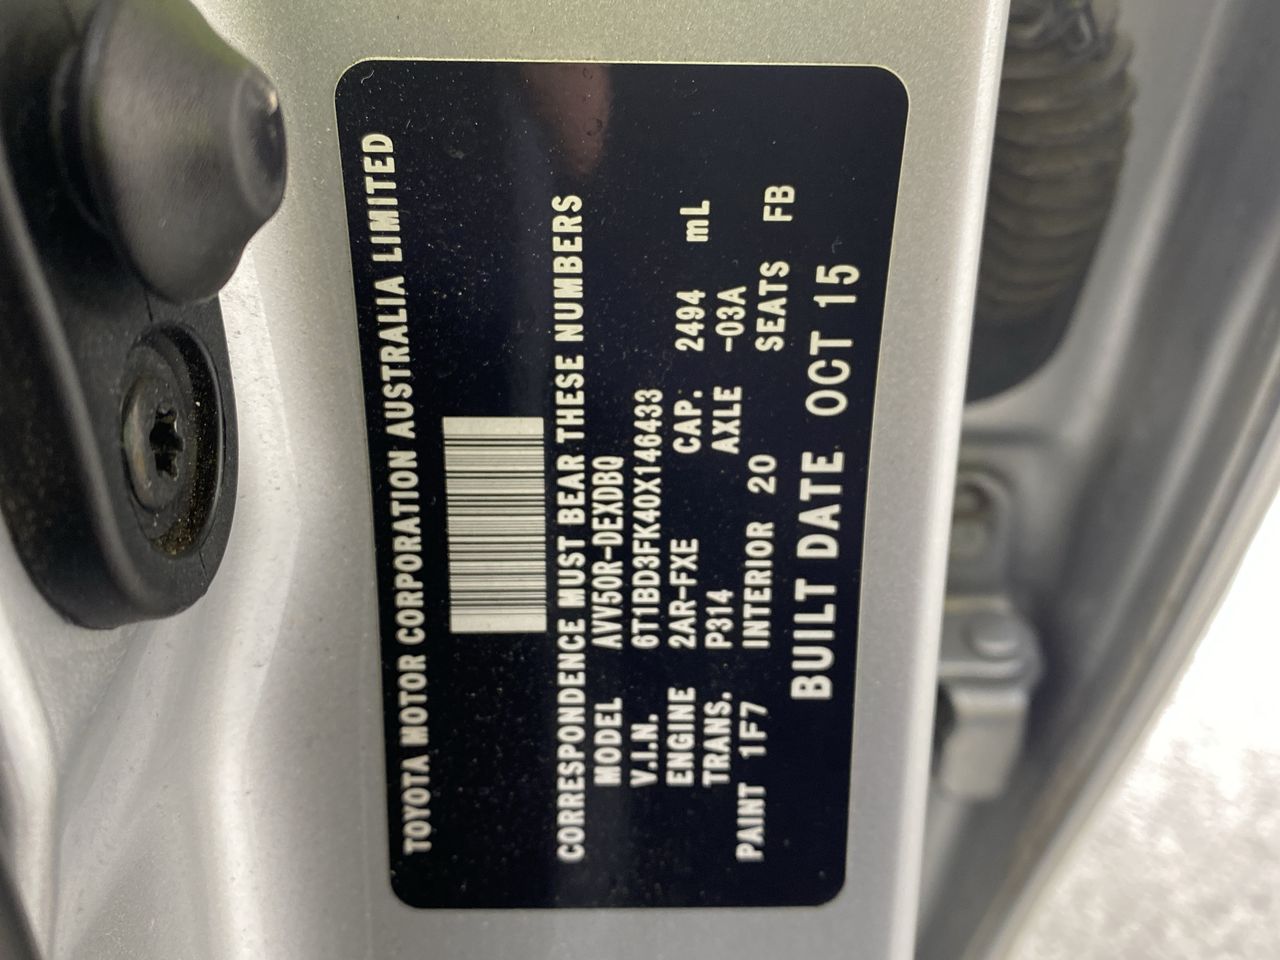 TOYOTA MOTOR CORPORATION AUSTRALIA LIMITED
CORRESPONDENCE MUST BEAR THESE NUMBERS
MODEL AVV50R-DEXDBQ
V.I.N. 6T1BD3FK40X146433
ENGINE 2AR-FXE CAP. 2494 mL
TRANS. P314 AXLE -03A
PAINT 1F7 INTERIOR 20 SEATS FB
BUILT DATE OCT 15